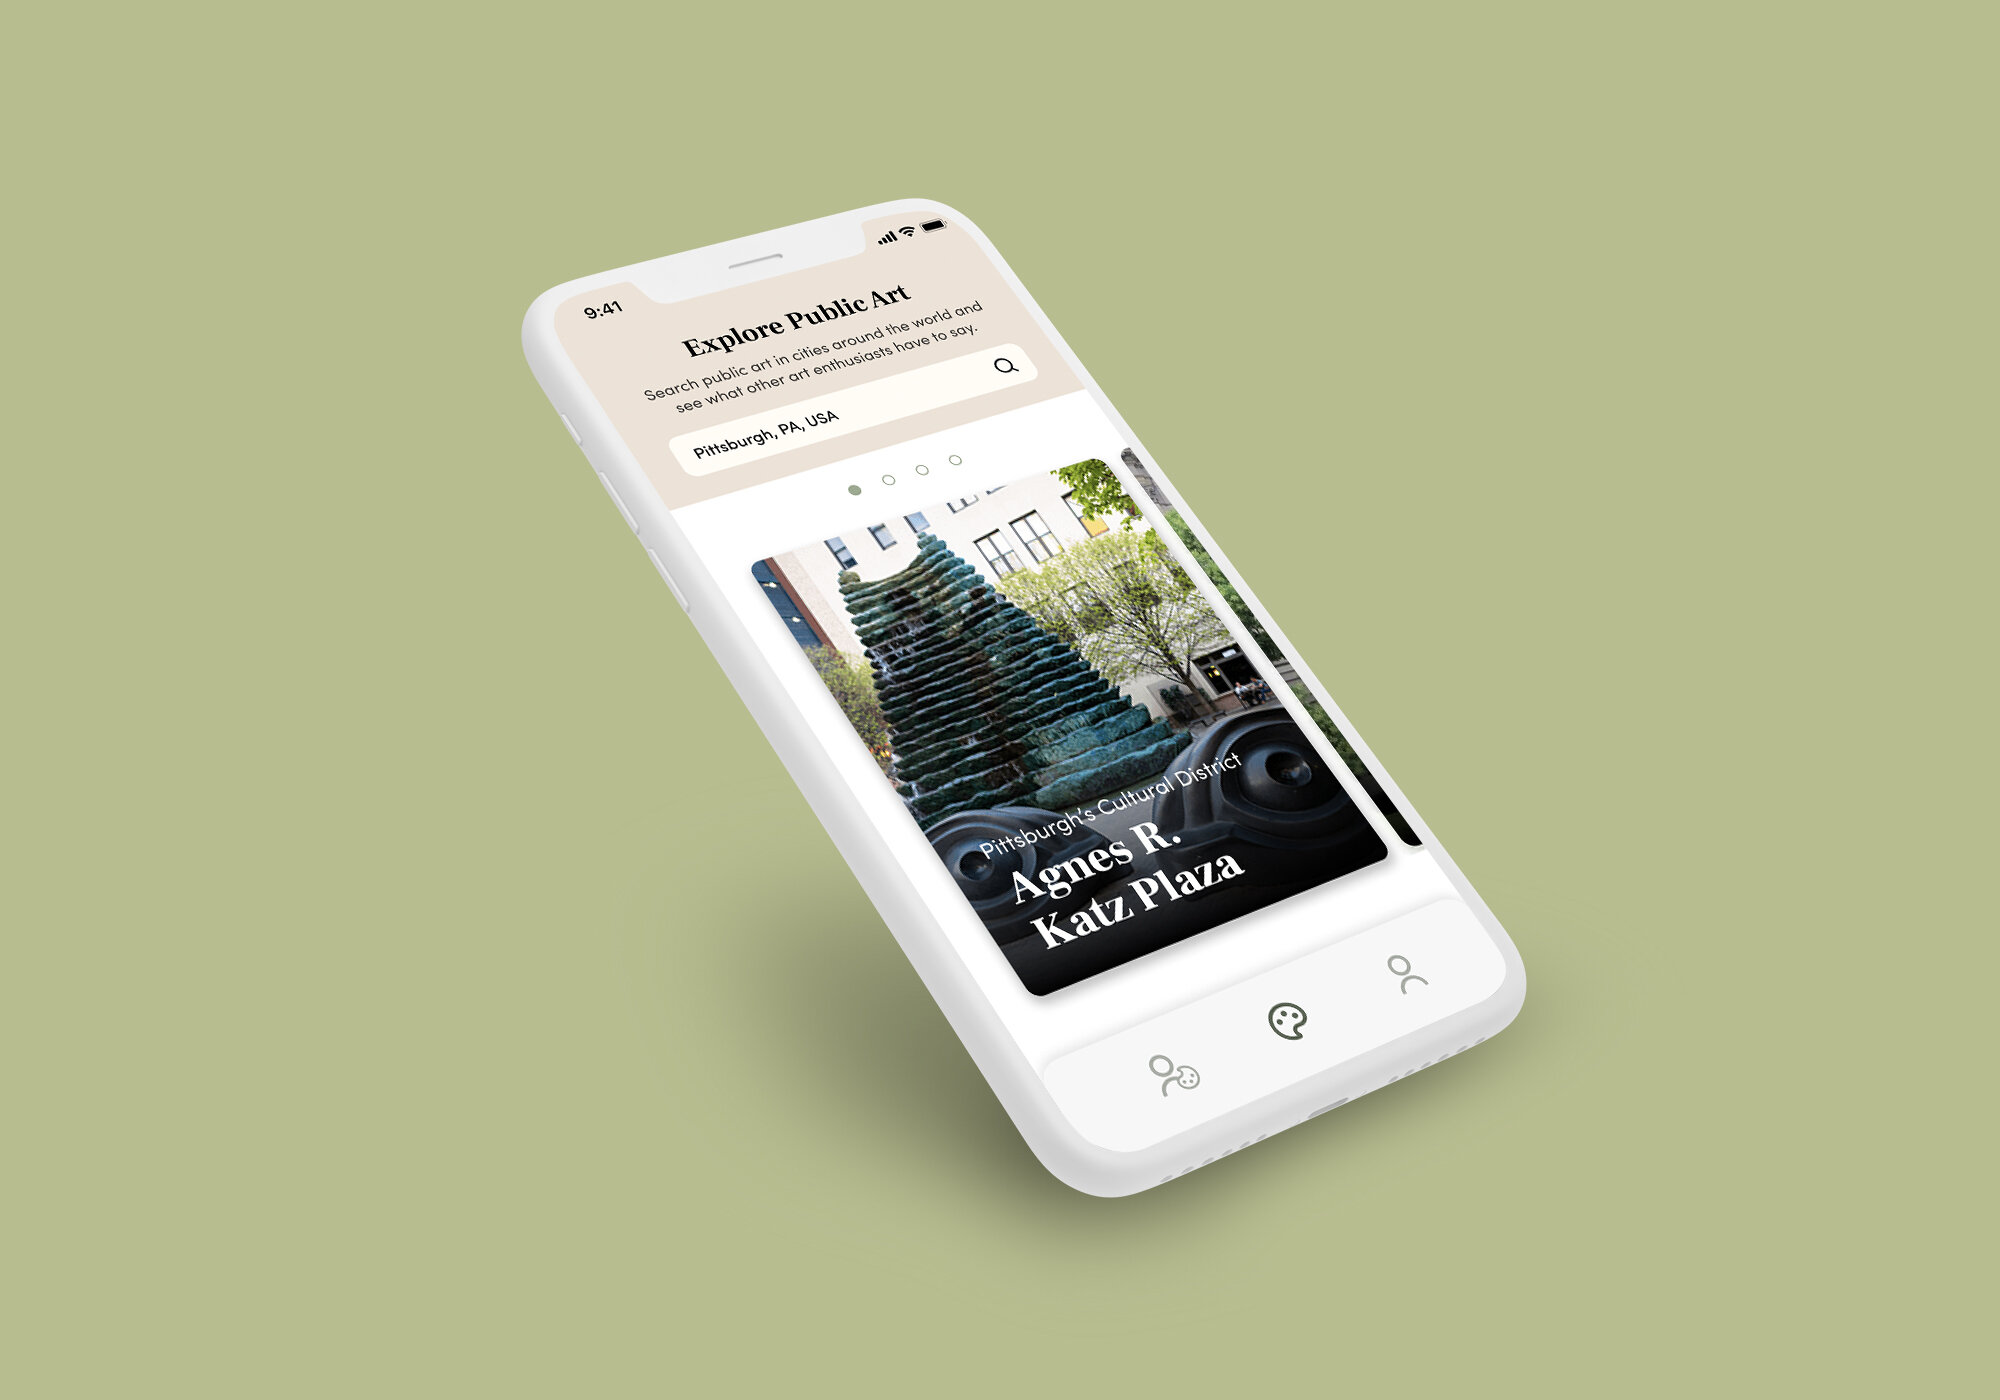 9:41
Explore Public Art
Search public art in cities around the world and
see what other art enthusiasts have to say.
Pittsburgh, PA, USA
Pittsburgh's Cultural District
Agnes R.
Katz Plaza